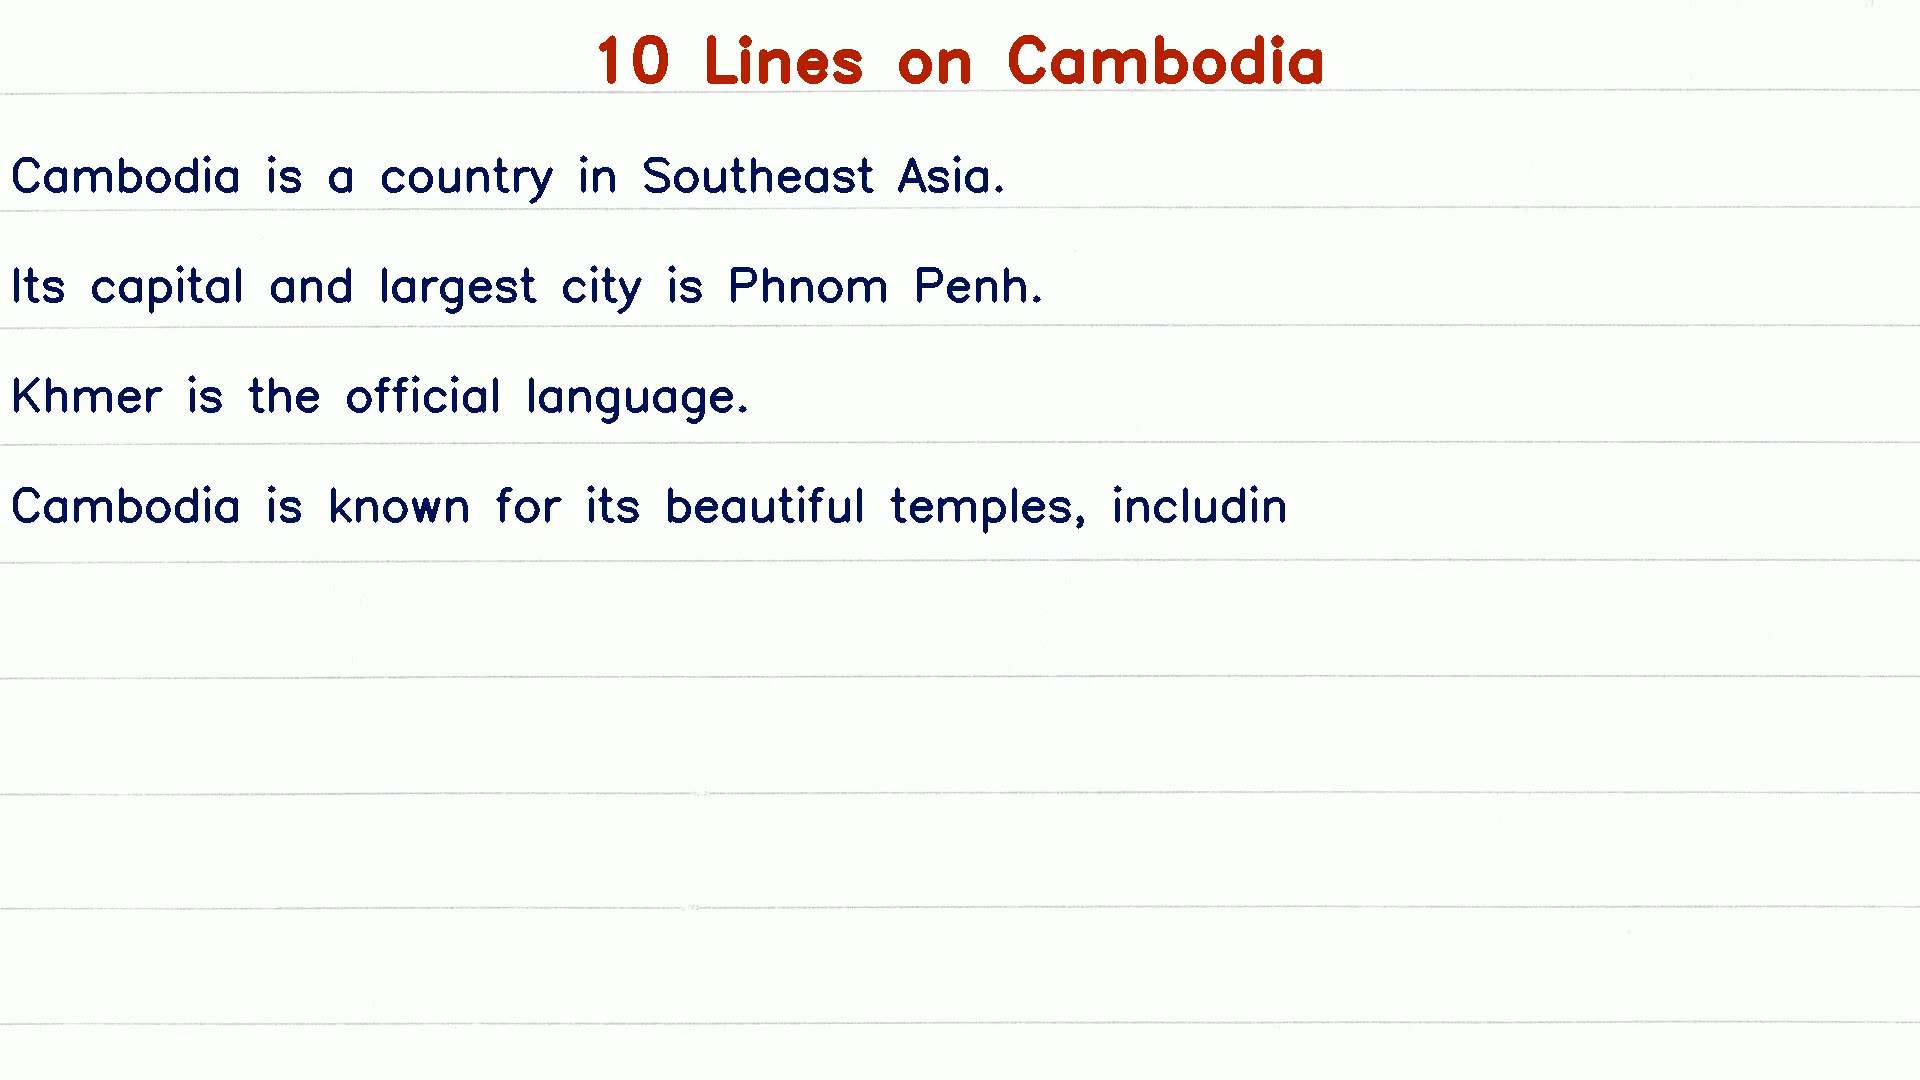 10 Lines on Cambodia
Cambodia is a country in Southeast Asia.
Its capital and largest city is Phnom Penh.
Khmer is the official language.
Cambodia is known for its beautiful temples, includin